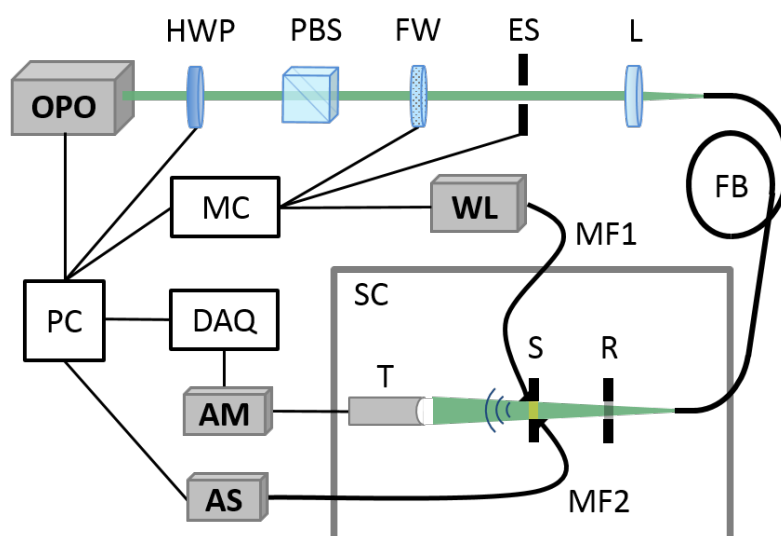 HWP PBS FW ES L
OPO
FB
MC WL MF1
SC
PC DAQ S R
T
AM
AS MF2